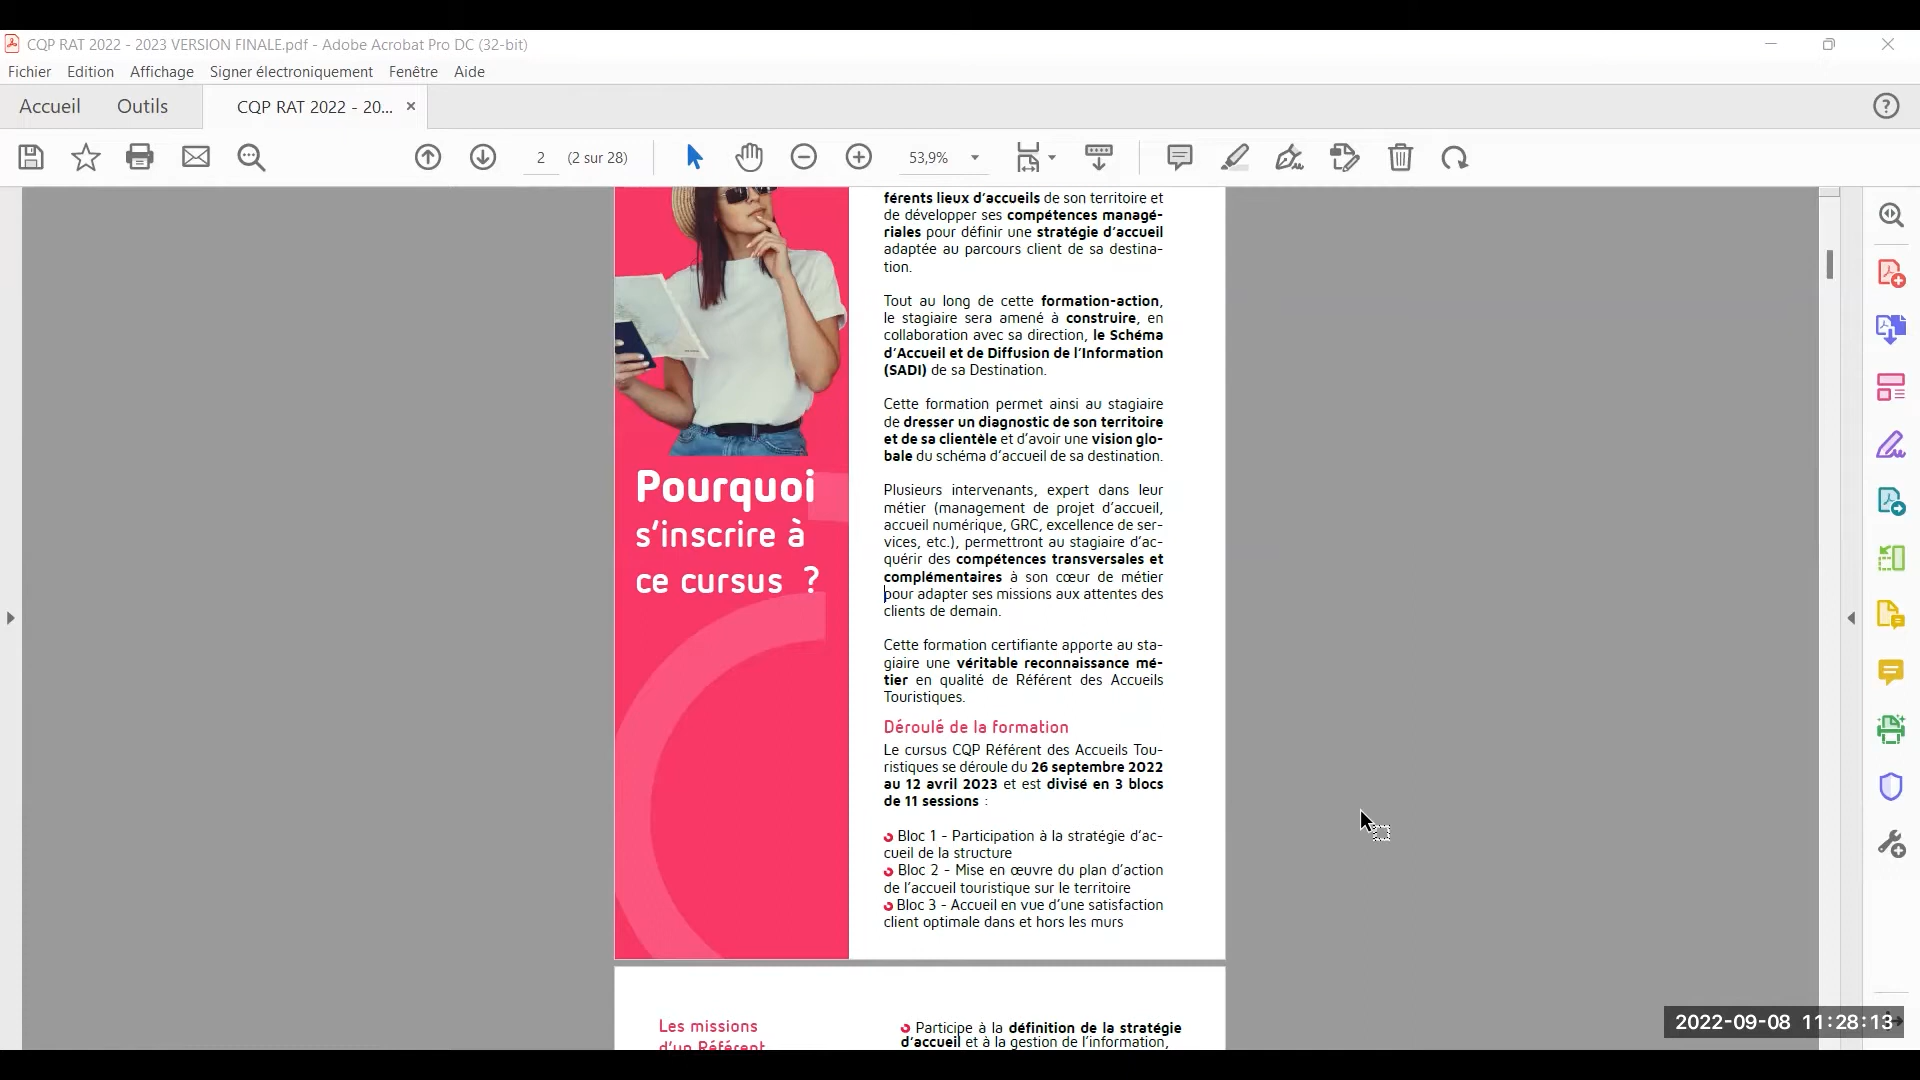 CQP RAT 2022 - 2023 VERSION FINALE.pdf - Adobe Acrobat Pro DC (32-bit)
Fichier Edition Affichage Signer électroniquement Fenêtre Aide
Accueil Outils CQP RAT 2022 - 20... ×
2 (2 sur 28) 53,9%
férents lieux d'accueils de son territoire et
de développer ses compétences managé-
riales pour définir une stratégie d'accueil
adaptée au parcours client de sa destina-
tion.
Tout au long de cette formation-action,
le stagiaire sera amené à construire, en
collaboration avec sa direction, le Schéma
d'Accueil et de Diffusion de l'Information
(SADI) de sa Destination.
Cette formation permet ainsi au stagiaire
de dresser un diagnostic de son territoire
et de sa clientèle et d'avoir une vision glo-
bale du schéma d'accueil de sa destination.
Pourquoi
s'inscrire à
ce cursus ?
Plusieurs intervenants, expert dans leur
métier (management de projet d'accueil,
accueil numérique, GRC, excellence de ser-
vices, etc.), permettront au stagiaire d'ac-
quérir des compétences transversales et
complémentaires à son cœur de métier
pour adapter ses missions aux attentes des
clients de demain.
Cette formation certifiante apporte au sta-
giaire une véritable reconnaissance mé-
tier en qualité de Référent des Accueils
Touristiques.
Déroulé de la formation
Le cursus CQP Référent des Accueils Tou-
ristiques se déroule du 26 septembre 2022
au 12 avril 2023 et est divisé en 3 blocs
de 11 sessions :
Bloc 1 - Participation à la stratégie d'ac-
cueil de la structure
Bloc 2 - Mise en œuvre du plan d'action
de l'accueil touristique sur le territoire
Bloc 3 - Accueil en vue d'une satisfaction
client optimale dans et hors les murs
Les missions
d'un Référent
Participe à la définition de la stratégie
d'accueil et à la gestion de l'information,
2022-09-08 11:28:13